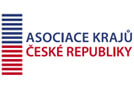 ASOCIACE KRAJŮ
ČESKÉ REPUBLIKY